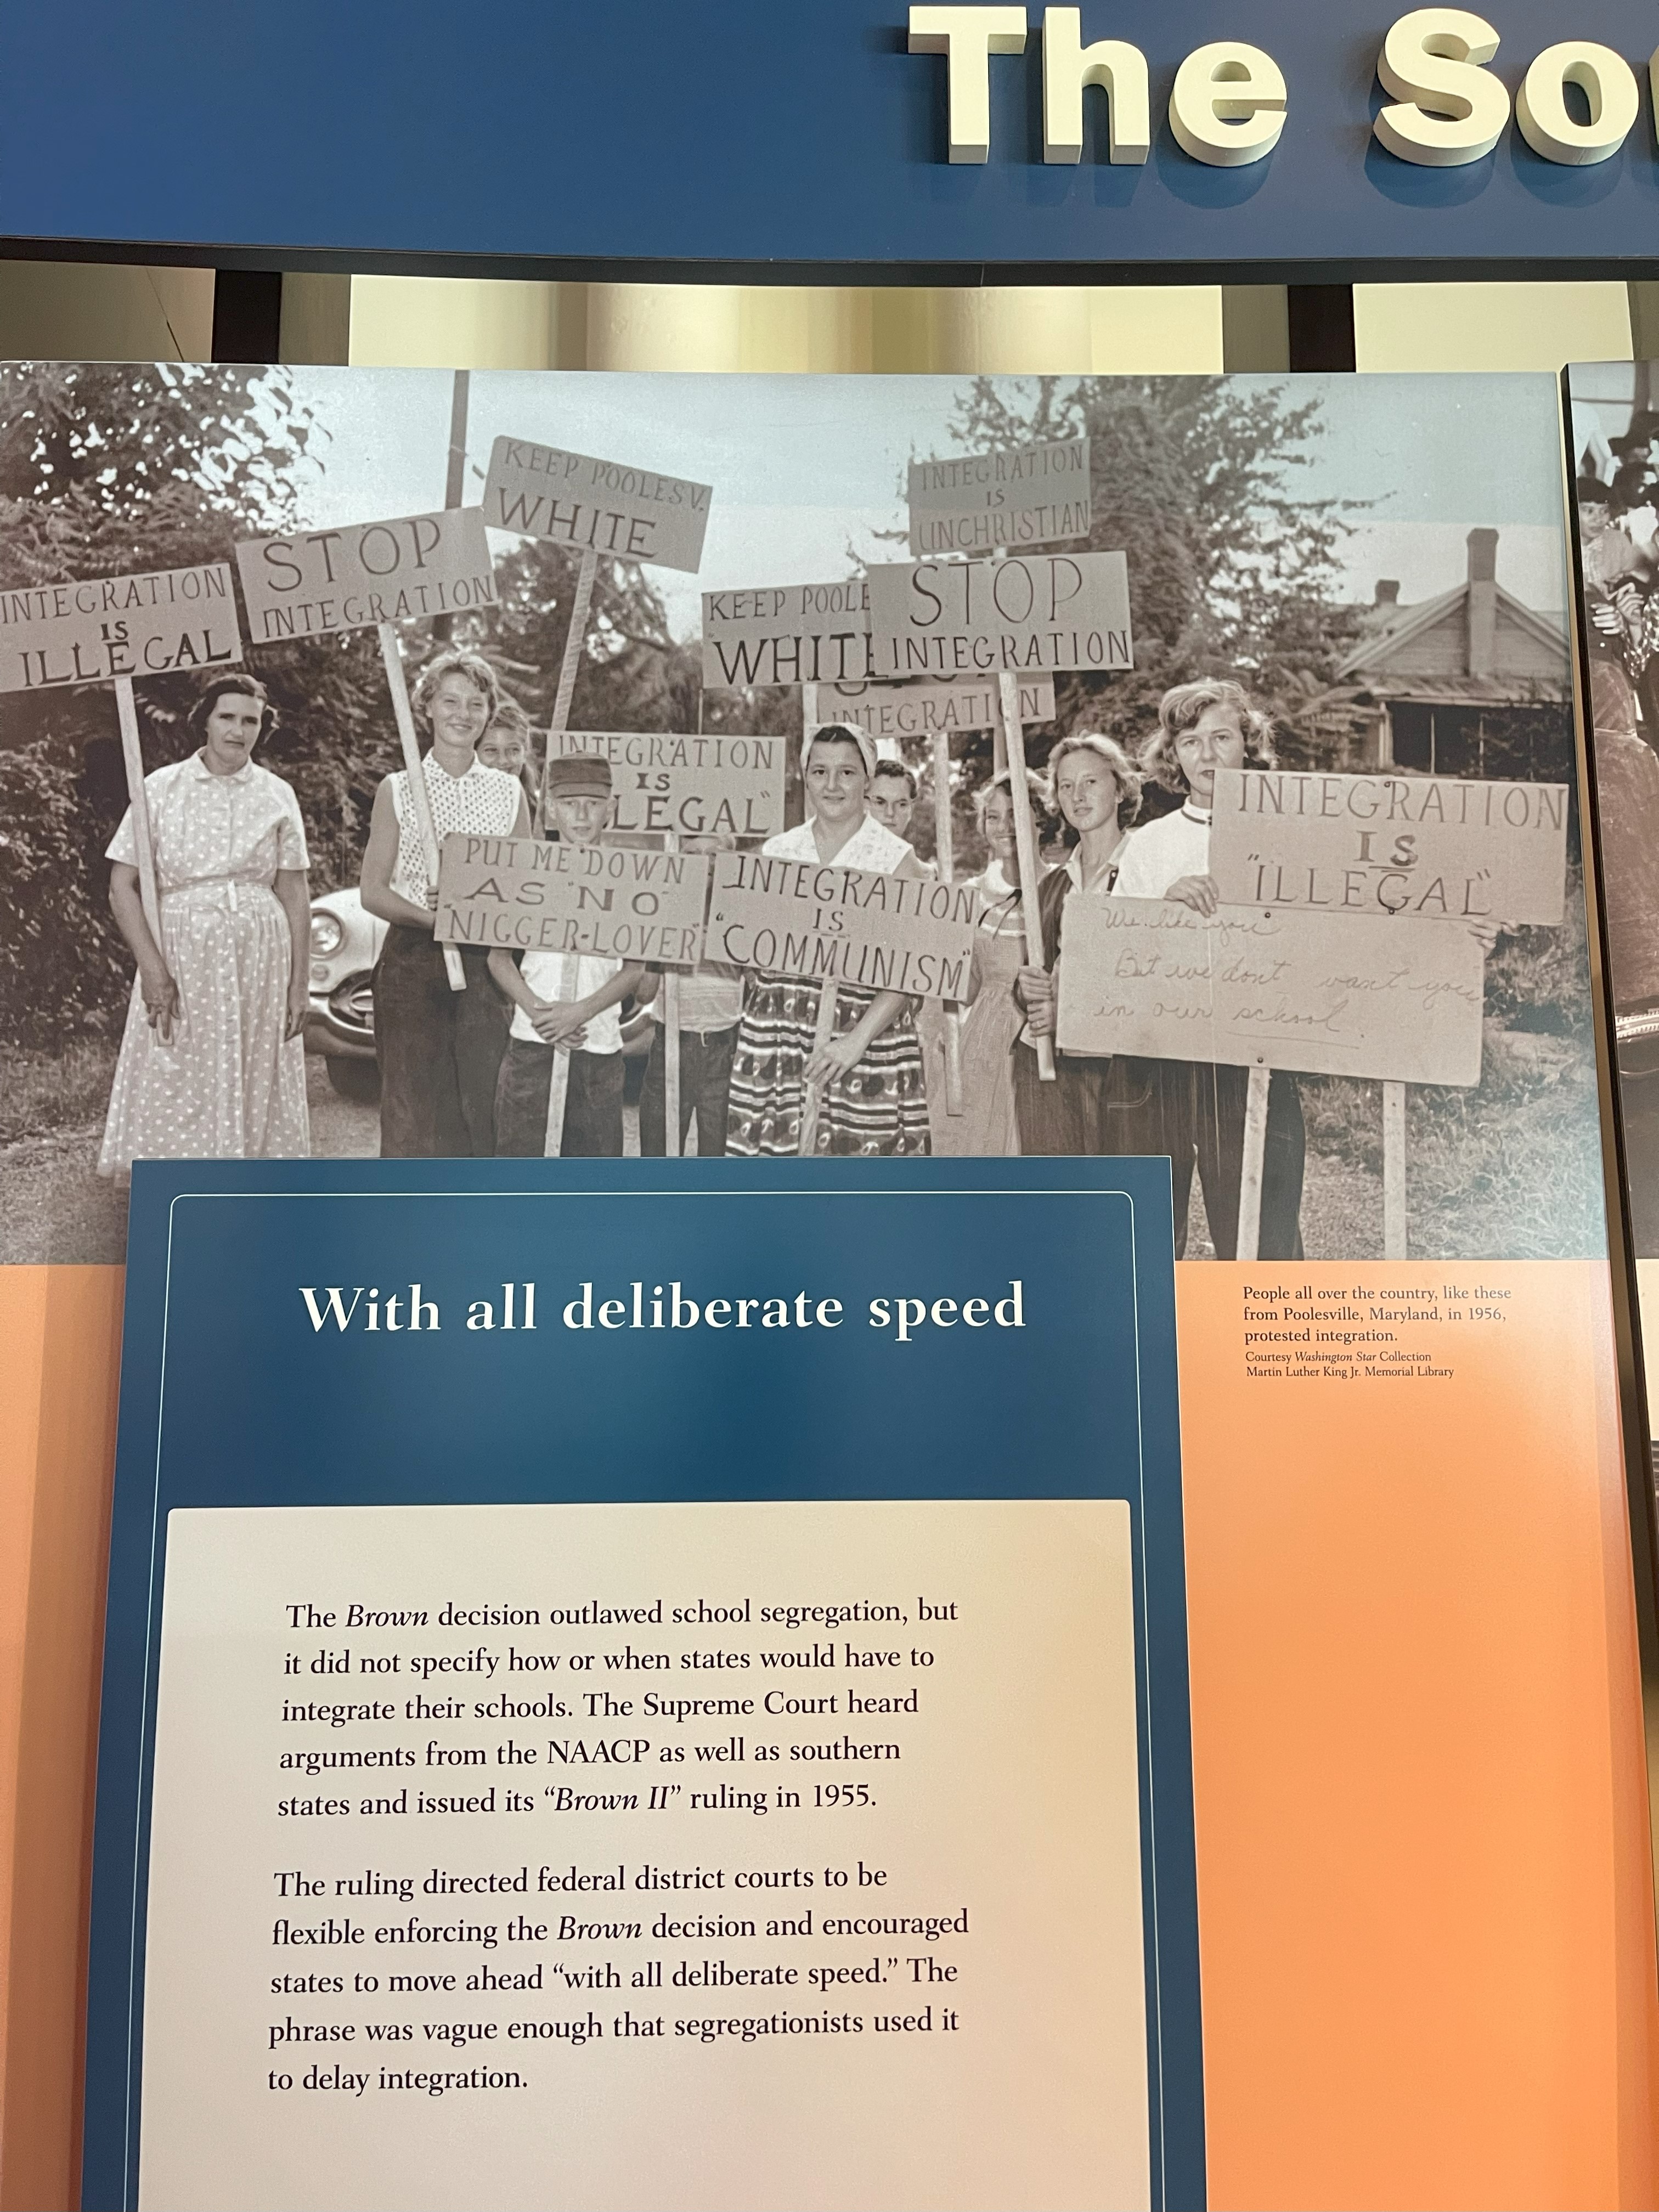 The So
KEEP POOLESV.
WHITE
INTEGRATION
IS
UNCHRISTIAN
STOP
INTEGRATION
INTEGRATION
IS
ILLEGAL
KEEP POOLE
WHITE
STOP
INTEGRATION
INTEGRATION
INTEGRATION
IS
LEGAL"
INTEGRATION
IS
"ILLEGAL"
PUT ME DOWN
AS "NO"
"NIGGER-LOVER"
INTEGRATION
IS
"COMMUNISM"
We like you
But we dont want you
in our school.
With all deliberate speed
People all over the country, like these
from Poolesville, Maryland, in 1956,
protested integration.
Courtesy Washington Star Collection
Martin Luther King Jr. Memorial Library
The Brown decision outlawed school segregation, but
it did not specify how or when states would have to
integrate their schools. The Supreme Court heard
arguments from the NAACP as well as southern
states and issued its “Brown II” ruling in 1955.
The ruling directed federal district courts to be
flexible enforcing the Brown decision and encouraged
states to move ahead “with all deliberate speed.” The
phrase was vague enough that segregationists used it
to delay integration.